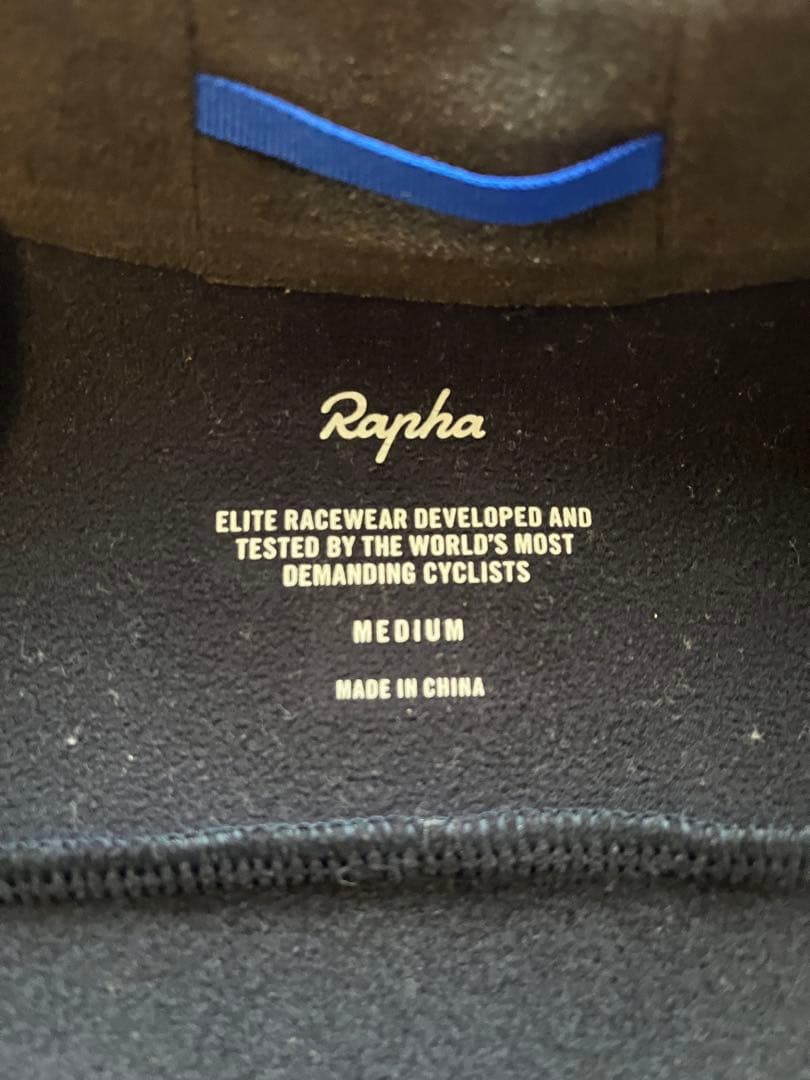 Rapha
ELITE RACEWEAR DEVELOPED AND
TESTED BY THE WORLD'S MOST
DEMANDING CYCLISTS
MEDIUM
MADE IN CHINA